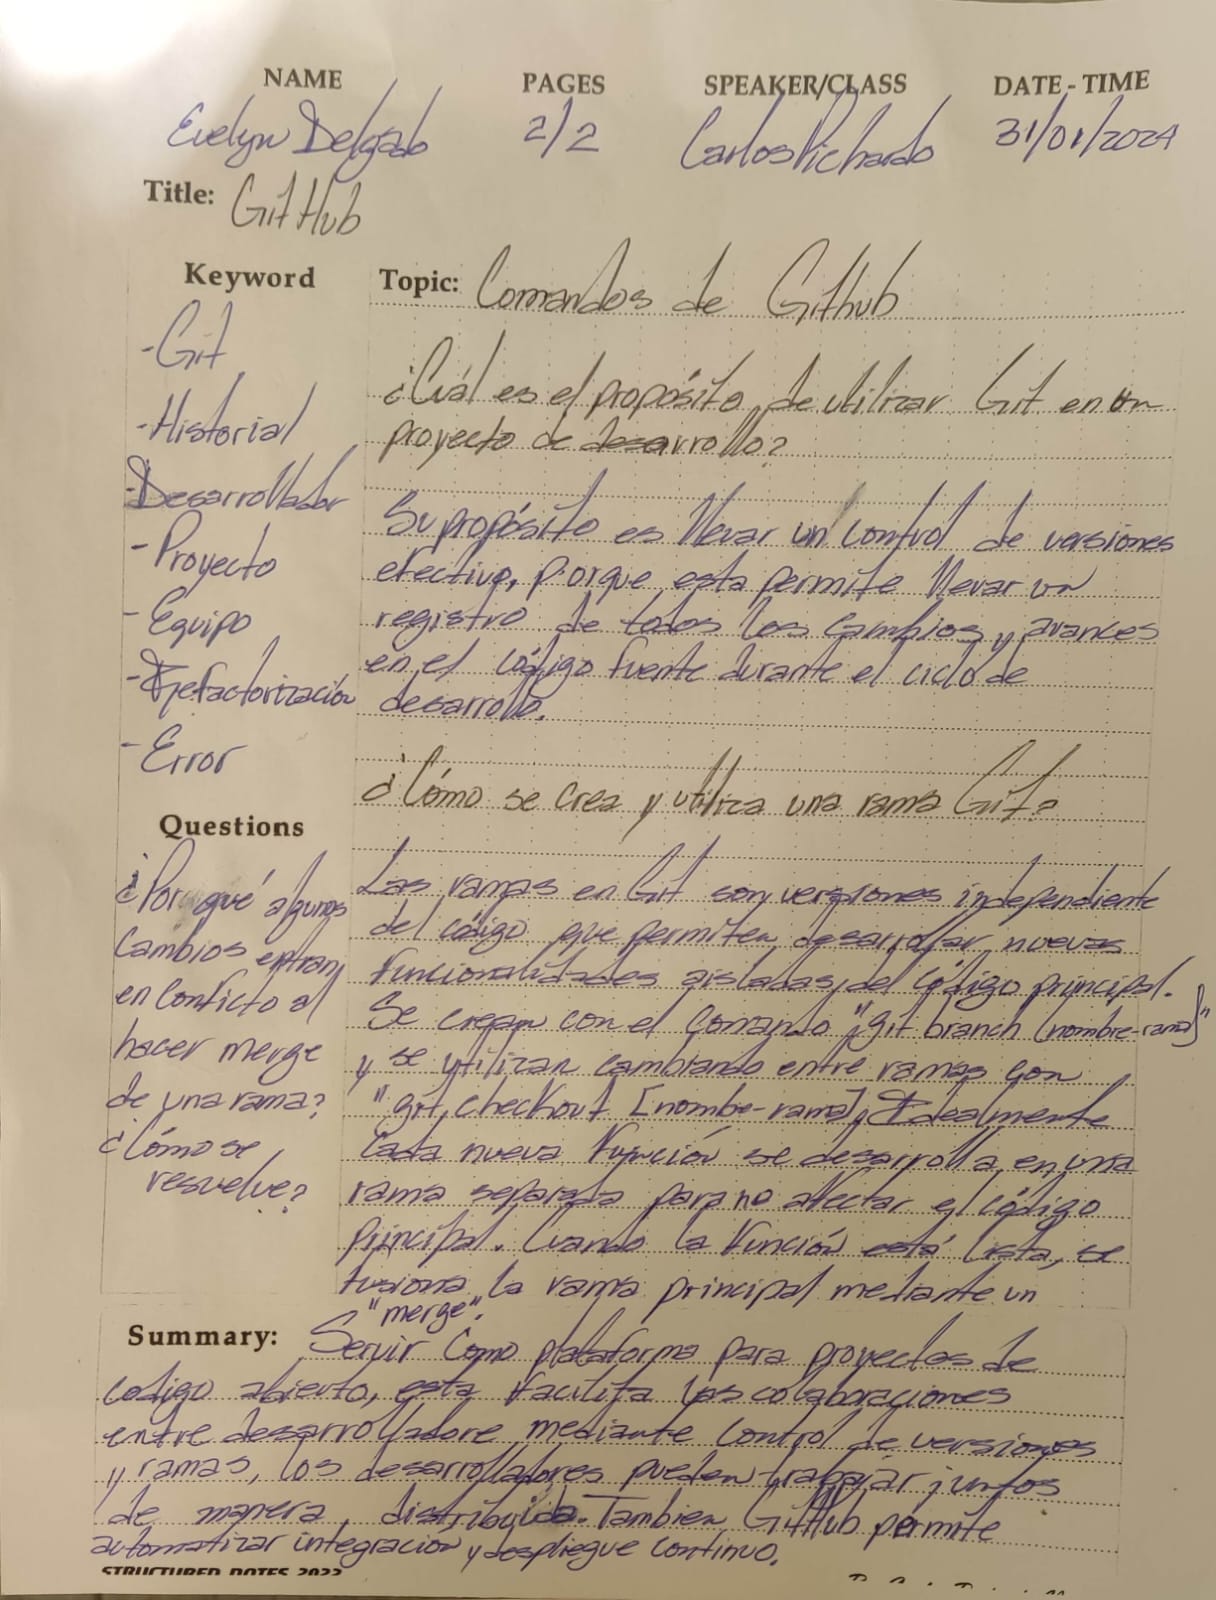 NAME PAGES SPEAKER/CLASS DATE - TIME
Evelyn Delgado 2/2 Carlos Pichardo 31/01/2024
Title: GitHub
Keyword
-Git
-Historial
-Desarrollador
-Proyecto
-Equipo
-Refactorización
-Error
Questions
¿Por qué algunos
cambios entran
en conflicto al
hacer merge
de una rama?
¿Cómo se
resuelve?
Topic: Comandos de Github
¿Cuál es el propósito de utilizar Git en un
proyecto de desarrollo?
Su propósito es llevar un control de versiones
efectivo, porque esta permite llevar un
registro de todos los cambios y avances
en el código fuente durante el ciclo de
desarrollo.
¿Cómo se crea y utiliza una rama Git?
Las ramas en Git son versiones independiente
del código que permiten desarrollar nuevas
funcionalidades aisladas del código principal.
Se crean con el comando "git branch [nombre-rama]"
y se utilizan cambiando entre ramas con
"git checkout [nombe-rama], Idealmente
cada nueva función se desarrolla en una
rama separada para no afectar el código
principal. Cuando la función está lista, se
fusiona la rama principal mediante un
"merge".
Summary: Servir como plataforma para proyectos de
codigo abierto, esta facilita las colaboraciones
entre desarrolladore mediante control de versiones
y ramas, los desarrolladores pueden trabajar juntos
de manera distribuida. Tambien GitHub permite
automatizar integracion y despliegue continuo.
STRUCTURED NOTES 2022